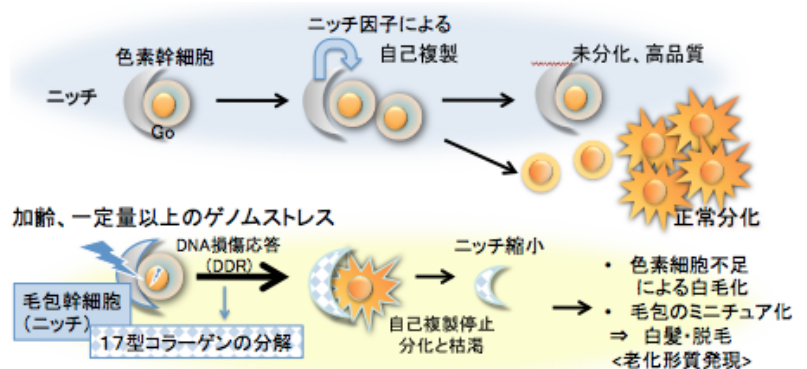 ニッチ因子による
色素幹細胞
自己複製
未分化、高品質
ニッチ
Go
正常分化
加齢、一定量以上のゲノムストレス
DNA損傷応答
(DDR)
ニッチ縮小
毛包幹細胞
(ニッチ)
17型コラーゲンの分解
自己複製停止
分化と枯渇
・ 色素細胞不足
による白毛化
・ 毛包のミニチュア化
⇒ 白髪・脱毛
<老化形質発現>